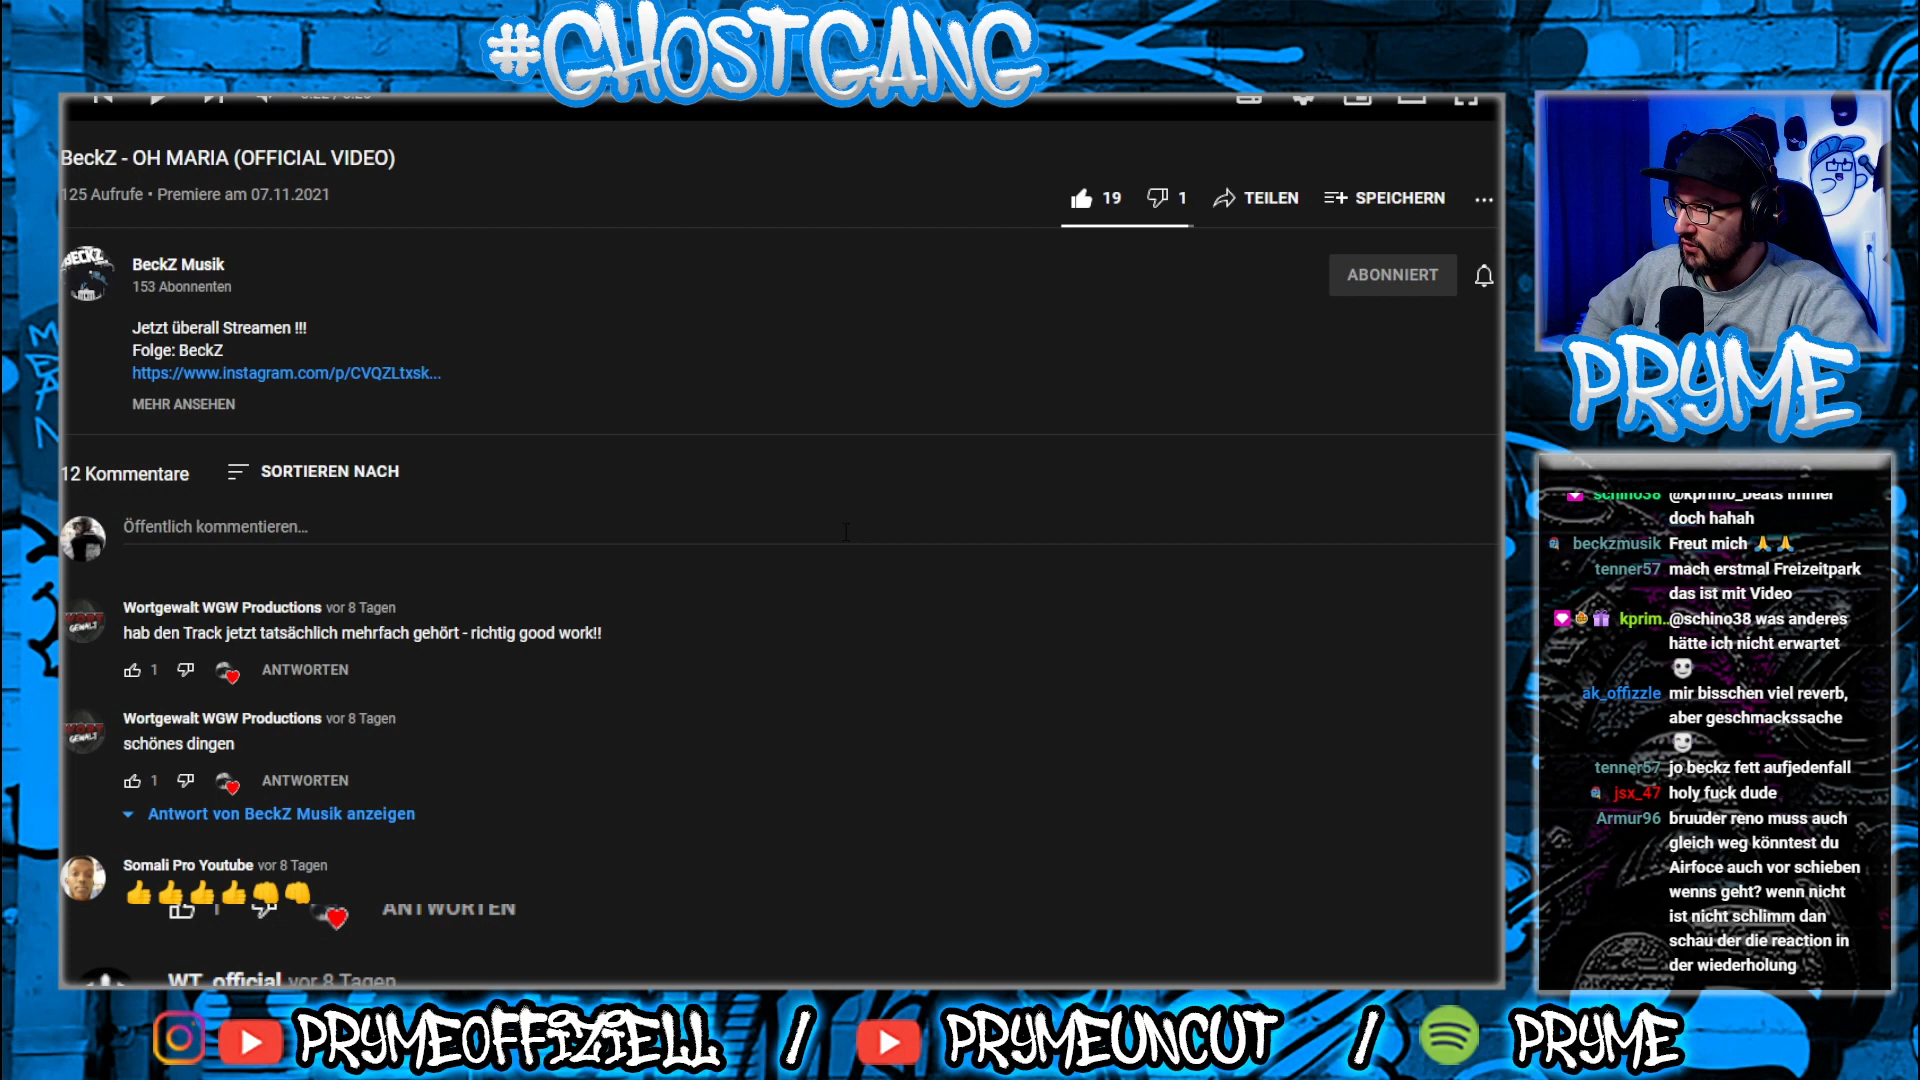 #GHOSTGANG
BeckZ - OH MARIA (OFFICIAL VIDEO)
125 Aufrufe • Premiere am 07.11.2021
19
1
TEILEN
SPEICHERN
BeckZ Musik
153 Abonnenten
ABONNIERT
Jetzt überall Streamen !!!
Folge: BeckZ
https://www.instagram.com/p/CVQZLtxsk...
MEHR ANSEHEN
12 Kommentare
SORTIEREN NACH
Öffentlich kommentieren...
Wortgewalt WGW Productions vor 8 Tagen
hab den Track jetzt tatsächlich mehrfach gehört - richtig good work!!
1
ANTWORTEN
Wortgewalt WGW Productions vor 8 Tagen
schönes dingen
1
ANTWORTEN
Antwort von BeckZ Musik anzeigen
Somali Pro Youtube vor 8 Tagen
👍👍👍👍👊👊
ANTWORTEN
WT_official vor 8 Tagen
PRYME
schino38 @kprimo_beats immer
doch hahah
beckzmusik Freut mich 🙏 🙏
tenner57 mach erstmal Freizeitpark
das ist mit Video
kprim.. @schino38 was anderes
hätte ich nicht erwartet
ak_offizzle mir bisschen viel reverb,
aber geschmackssache
tenner57 jo beckz fett aufjedenfall
jsx_47 holy fuck dude
Armur96 bruuder reno muss auch
gleich weg könntest du
Airfoce auch vor schieben
wenns geht? wenn nicht
ist nicht schlimm dan
schau der die reaction in
der wiederholung
PRYMEOFFIZIELL / PRYMEUNCUT / PRYME